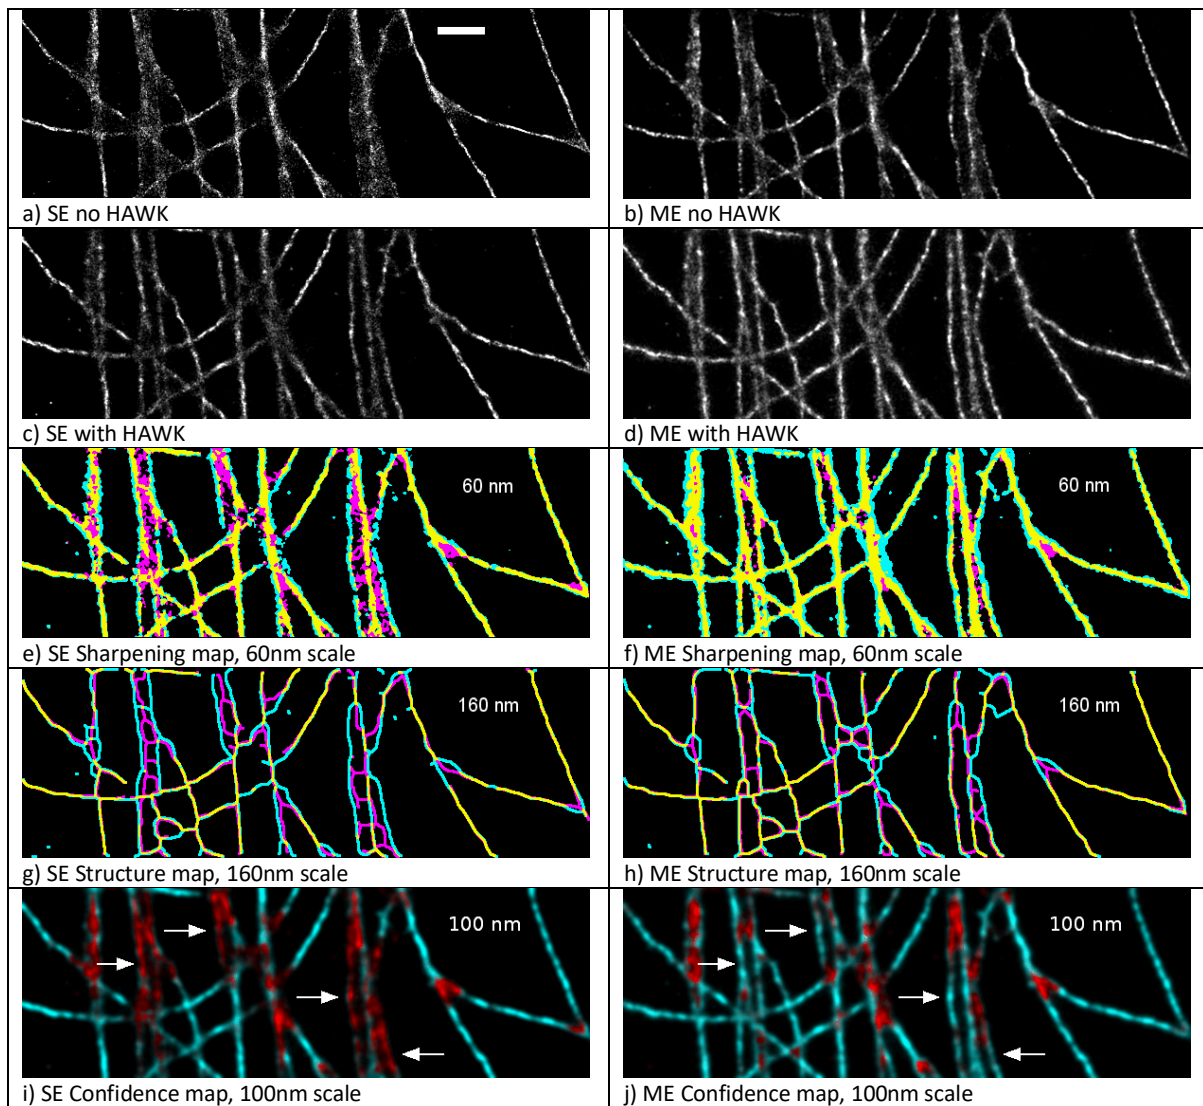 a) SE no HAWK
b) ME no HAWK
c) SE with HAWK
d) ME with HAWK
60 nm
60 nm
e) SE Sharpening map, 60nm scale
f) ME Sharpening map, 60nm scale
160 nm
160 nm
g) SE Structure map, 160nm scale
h) ME Structure map, 160nm scale
100 nm
100 nm
i) SE Confidence map, 100nm scale
j) ME Confidence map, 100nm scale